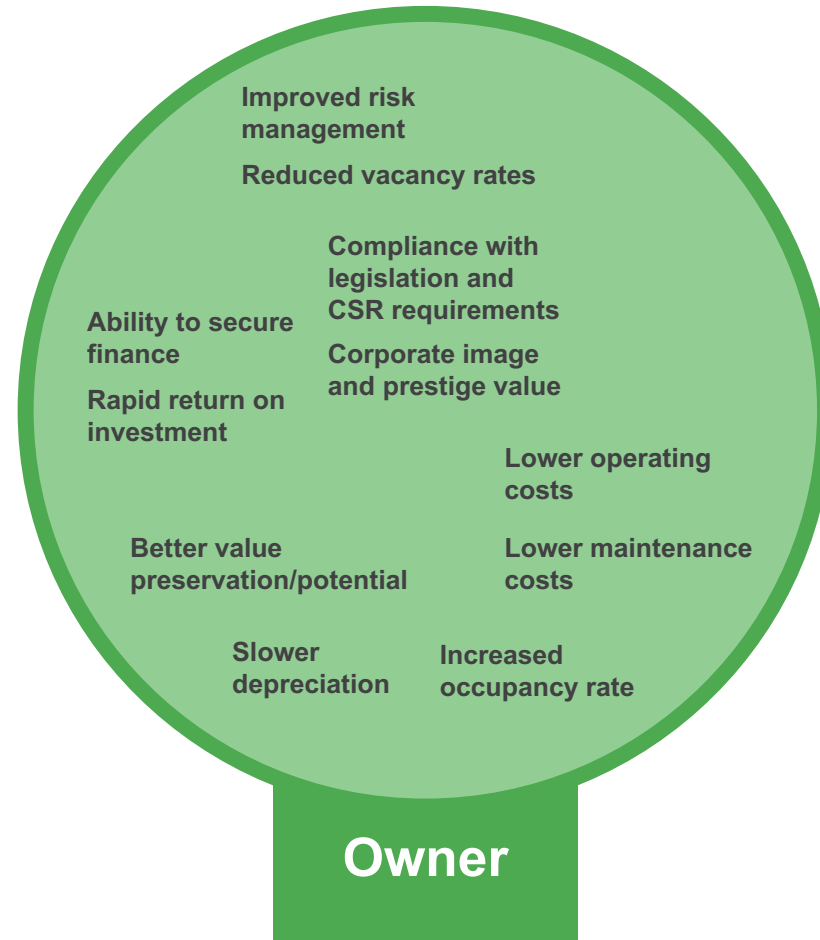 Improved risk
management
Reduced vacancy rates
Compliance with
legislation and
CSR requirements
Ability to secure
finance
Corporate image
and prestige value
Rapid return on
investment
Lower operating
costs
Better value
preservation/potential
Lower maintenance
costs
Slower
depreciation
Increased
occupancy rate
Owner